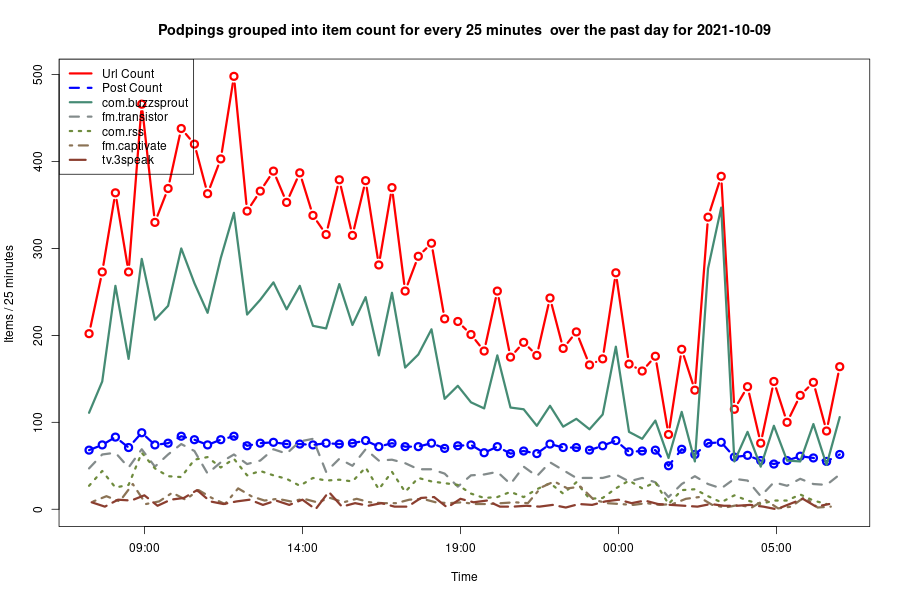 Podpings grouped into item count for every 25 minutes  over the past day for 2021-10-09
Url Count
Post Count
com.buzzsprout
fm.transistor
com.rss
fm.captivate
tv.3speak
Items / 25 minutes
500
400
300
200
100
0
09:00
14:00
19:00
00:00
05:00
Time